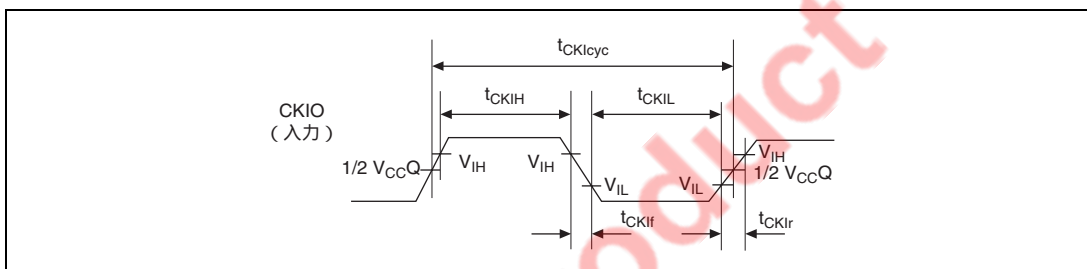 tCKIcyc
tCKIH
tCKIL
CKIO
（入力）
1/2 VCCQ
VIH
VIH
VIL
VIL
VIH
1/2 VCCQ
tCKIf
tCKIr
oduct